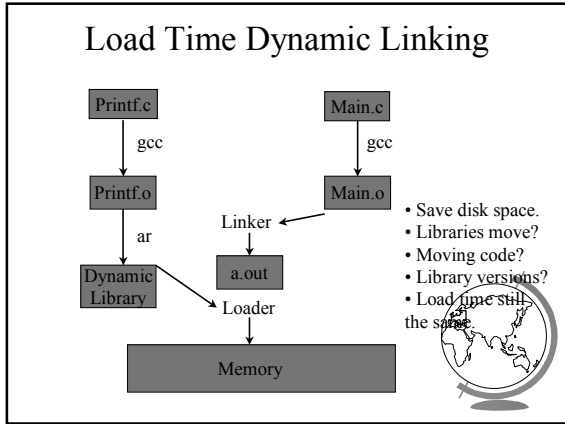 Load Time Dynamic Linking
Printf.c
Main.c
gcc
gcc
Printf.o
Main.o
Linker
ar
a.out
Dynamic
Library
Loader
Memory
• Save disk space.
• Libraries move?
• Moving code?
• Library versions?
• Load time still
the same.